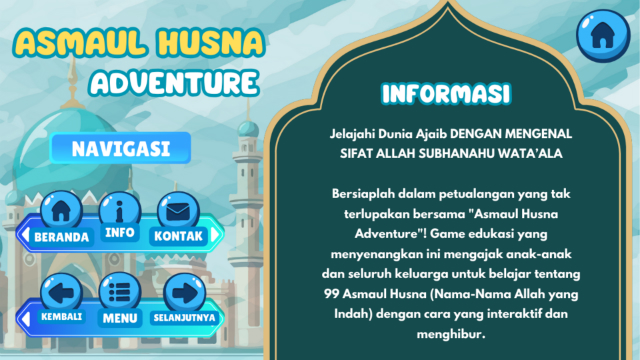 ASMAUL HUSNA
ADVENTURE
NAVIGASI
BERANDA
INFO
KONTAK
KEMBALI
MENU
SELANJUTNYA
INFORMASI
Jelajahi Dunia Ajaib DENGAN MENGENAL
SIFAT ALLAH SUBHANAHU WATA'ALA
Bersiaplah dalam petualangan yang tak
terlupakan bersama "Asmaul Husna
Adventure"! Game edukasi yang
menyenangkan ini mengajak anak-anak
dan seluruh keluarga untuk belajar tentang
99 Asmaul Husna (Nama-Nama Allah yang
Indah) dengan cara yang interaktif dan
menghibur.